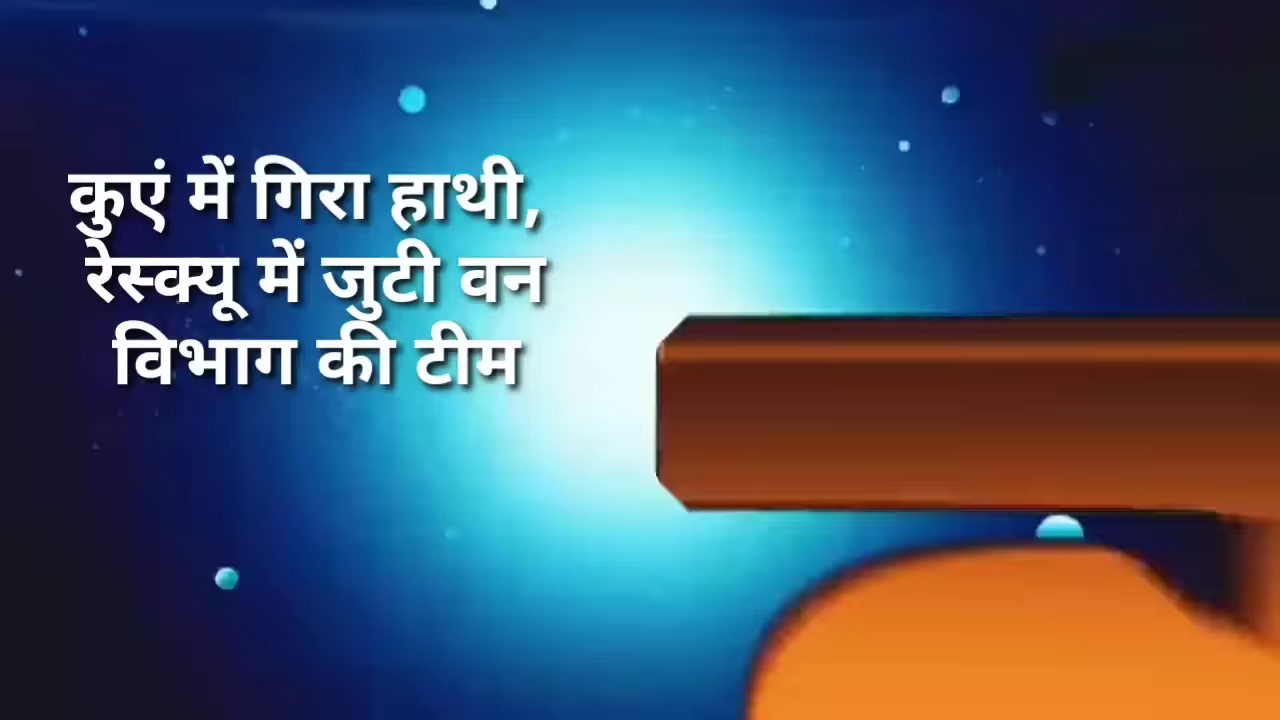 कुएं में गिरा हाथी,
रेस्क्यू में जुटी वन
विभाग की टीम